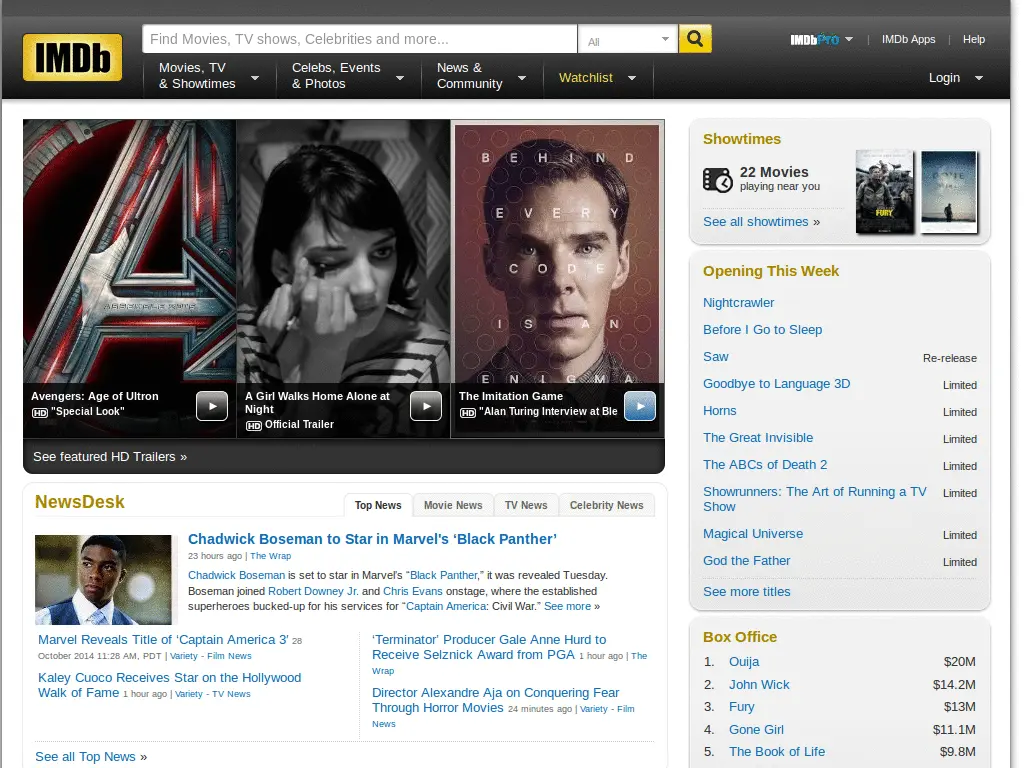 IMDb
Find Movies, TV shows, Celebrities and more...
All
IMDbPro | IMDb Apps | Help
Movies, TV
& Showtimes
Celebs, Events
& Photos
News &
Community
Watchlist
Login
BEHIND
EVERY
CODE
IS AN
ENIGMA
Avengers: Age of Ultron
HD "Special Look"
A Girl Walks Home Alone at
Night
HD Official Trailer
The Imitation Game
HD "Alan Turing Interview at Ble
See featured HD Trailers »
Showtimes
22 Movies
playing near you
FURY
See all showtimes »
Opening This Week
Nightcrawler
Before I Go to Sleep
Saw Re-release
Goodbye to Language 3D Limited
Horns Limited
The Great Invisible Limited
The ABCs of Death 2 Limited
Showrunners: The Art of Running a TV Limited
Show
Magical Universe Limited
God the Father Limited
See more titles
Box Office
1. Ouija $20M
2. John Wick $14.2M
3. Fury $13M
4. Gone Girl $11.1M
5. The Book of Life $9.8M
NewsDesk
Top News Movie News TV News Celebrity News
Chadwick Boseman to Star in Marvel's ‘Black Panther’
23 hours ago | The Wrap
Chadwick Boseman is set to star in Marvel's “Black Panther,” it was revealed Tuesday.
Boseman joined Robert Downey Jr. and Chris Evans onstage, where the established
superheroes bucked-up for his services for “Captain America: Civil War.” See more »
Marvel Reveals Title of ‘Captain America 3’ 28
October 2014 11:28 AM, PDT | Variety - Film News
Kaley Cuoco Receives Star on the Hollywood
Walk of Fame 1 hour ago | Variety - TV News
‘Terminator’ Producer Gale Anne Hurd to
Receive Selznick Award from PGA 1 hour ago | The
Wrap
Director Alexandre Aja on Conquering Fear
Through Horror Movies 24 minutes ago | Variety - Film
News
See all Top News »